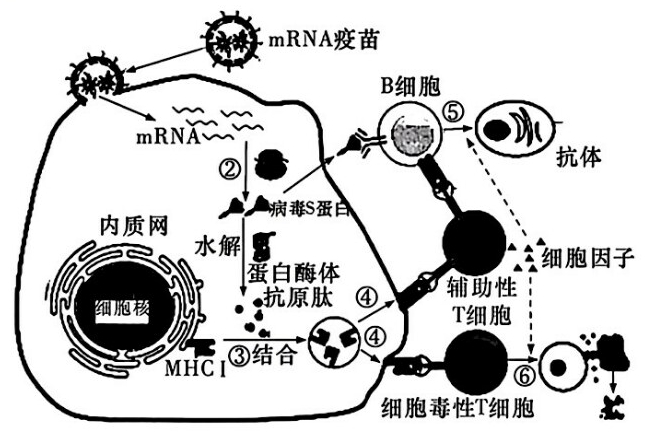 mRNA疫苗
B细胞
⑤
mRNA
抗体
②
病毒S蛋白
内质网
水解
蛋白酶体
抗原肽
细胞因子
④
辅助性
T细胞
细胞核
④
③结合
MHCⅠ
⑥
细胞毒性T细胞